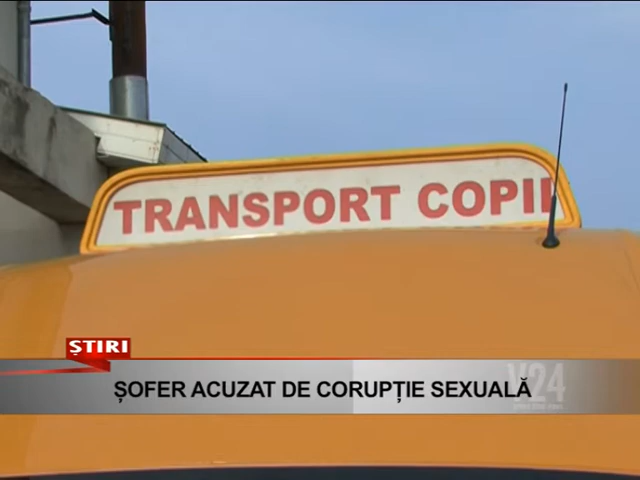 TRANSPORT COPII
ȘTIRI
ȘOFER ACUZAT DE CORUPȚIE SEXUALĂ
V24